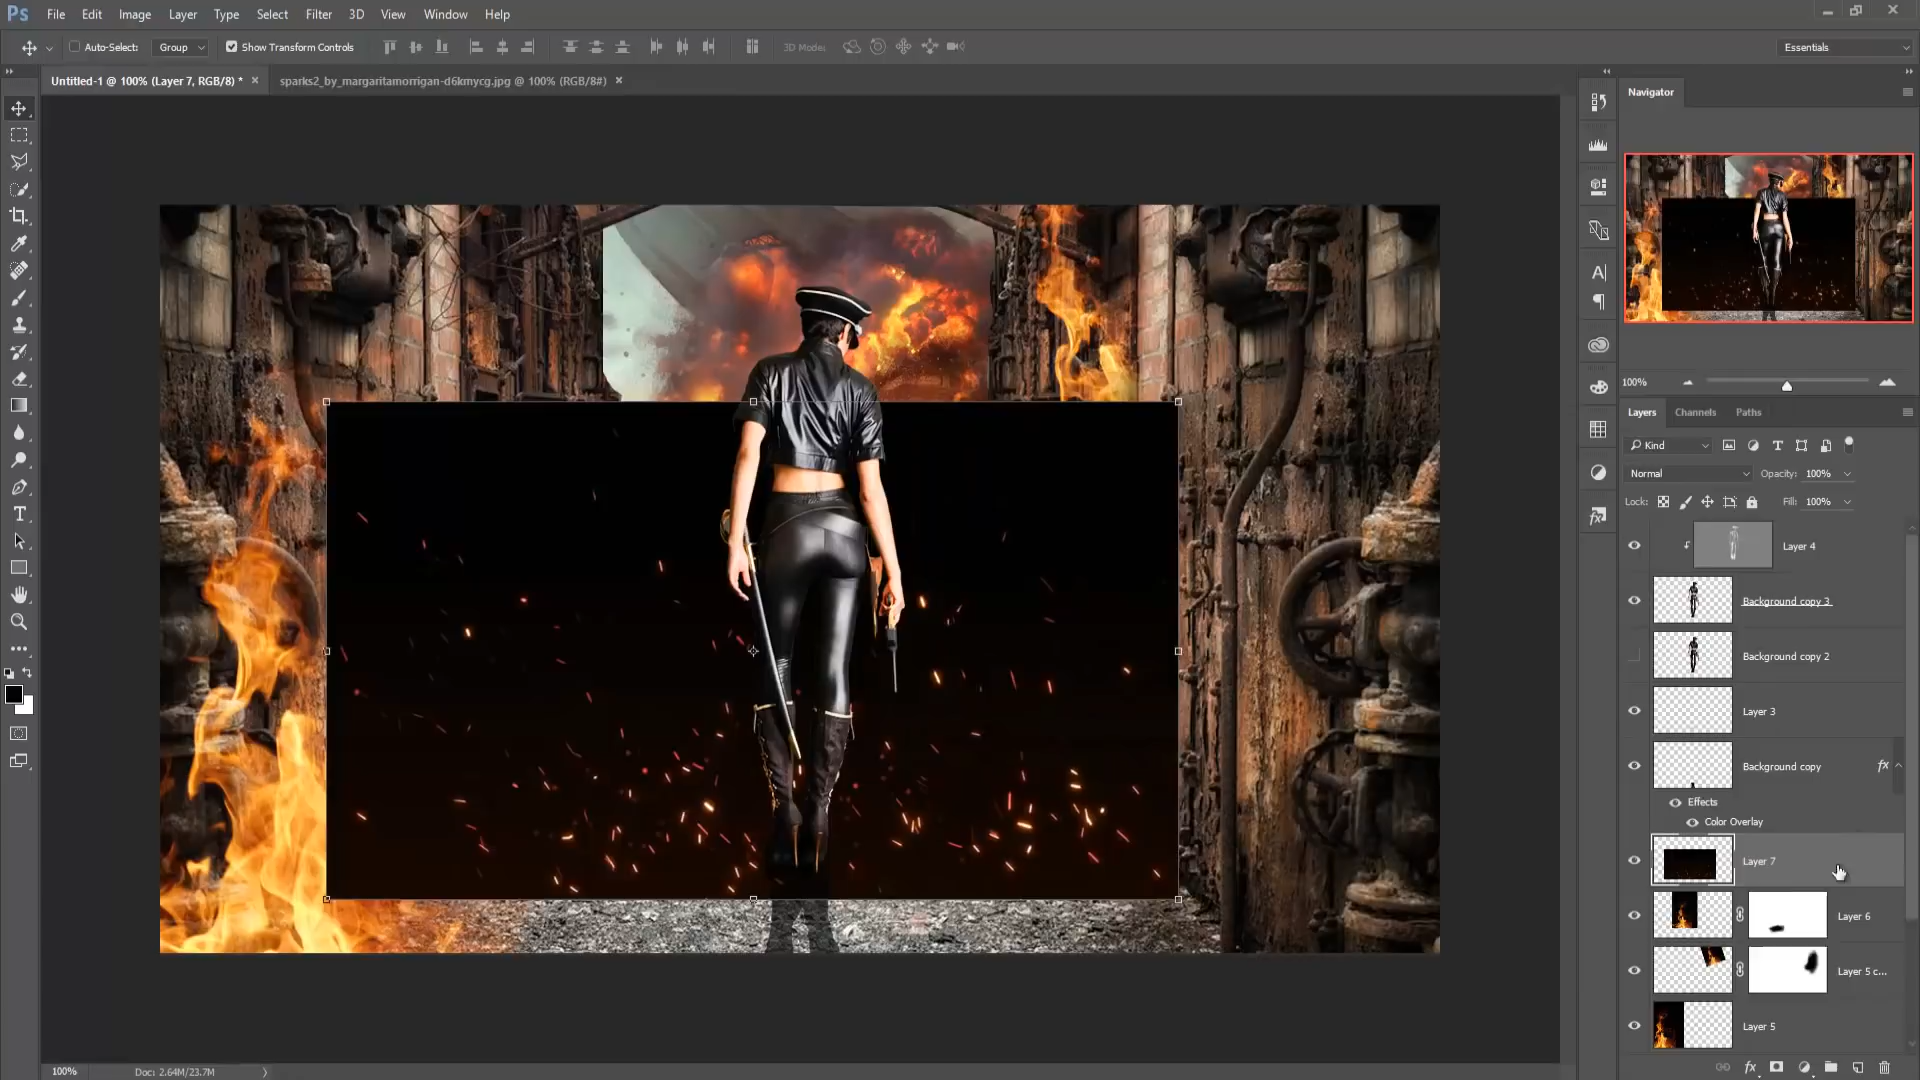 Ps File Edit Image Layer Type Select Filter 3D View Window Help
Auto-Select: Group Show Transform Controls 3D Mode: Essentials
Untitled-1 @ 100% (Layer 7, RGB/8) * × sparks2_by_margaritamorrigan-d6kmycg.jpg @ 100% (RGB/8#) ×
Navigator
100%
Layers Channels Paths
Kind
Normal Opacity: 100%
Lock: Fill: 100%
Layer 4
Background copy 3
Background copy 2
Layer 3
Background copy fx
Effects
Color Overlay
Layer 7
Layer 6
Layer 5 c...
Layer 5
100% Doc: 2.64M/23.7M